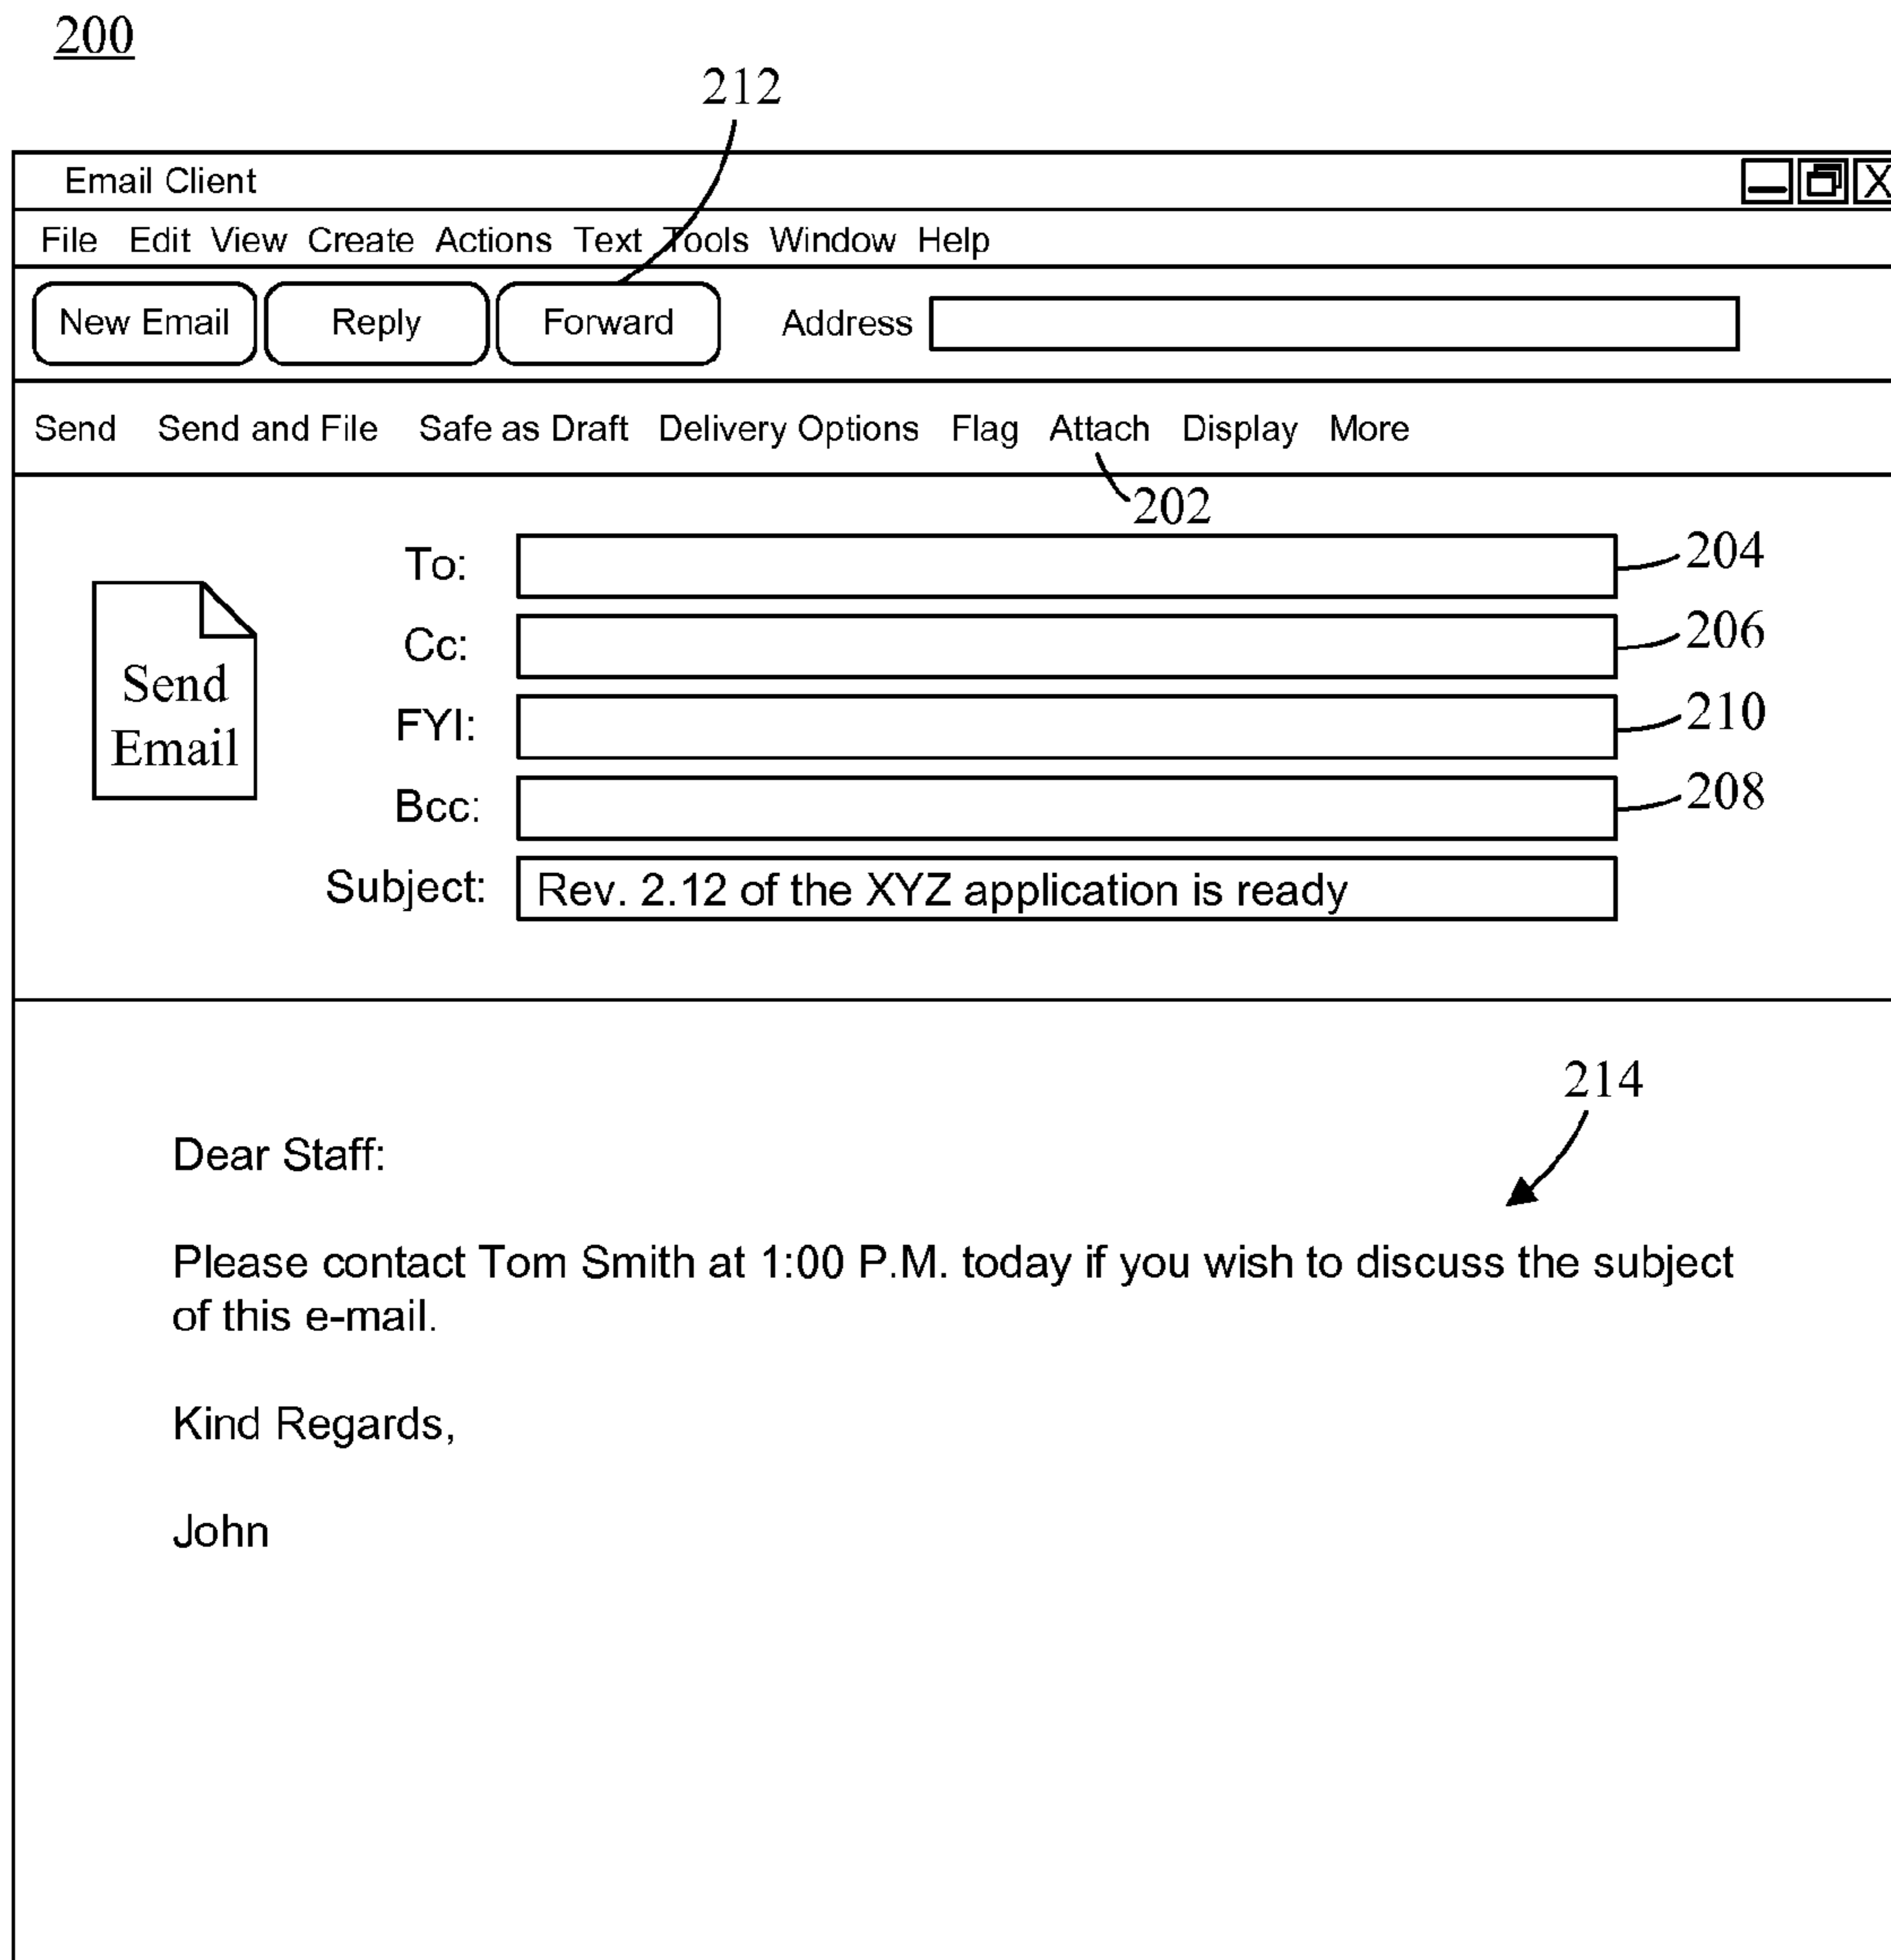 200
212
Email Client
X
File Edit View Create Actions Text Tools Window Help
New Email Reply Forward Address
Send Send and File Safe as Draft Delivery Options Flag Attach Display More
202
To: 204
Cc: 206
FYI: 210
Bcc: 208
Send
Email
Subject: Rev. 2.12 of the XYZ application is ready
214
Dear Staff:
Please contact Tom Smith at 1:00 P.M. today if you wish to discuss the subject
of this e-mail.
Kind Regards,
John